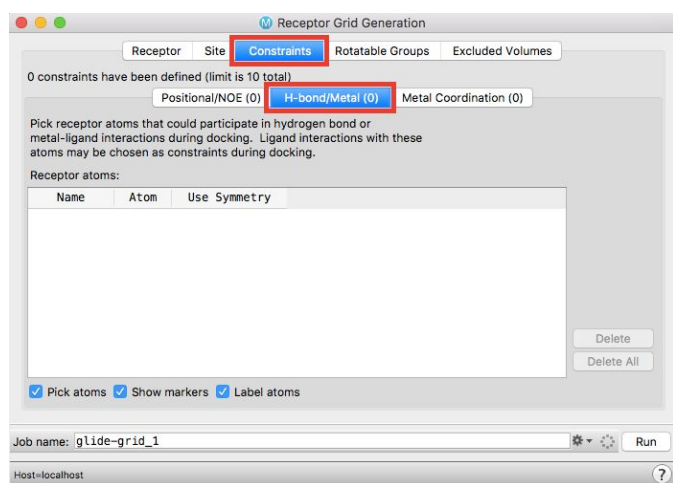 Receptor Grid Generation
Receptor Site Constraints Rotatable Groups Excluded Volumes
0 constraints have been defined (limit is 10 total)
Positional/NOE (0) H-bond/Metal (0) Metal Coordination (0)
Pick receptor atoms that could participate in hydrogen bond or
metal-ligand interactions during docking. Ligand interactions with these
atoms may be chosen as constraints during docking.
Receptor atoms:
Name Atom Use Symmetry
Delete
Delete All
Pick atoms Show markers Label atoms
Job name: glide-grid_1 Run
Host=localhost ?